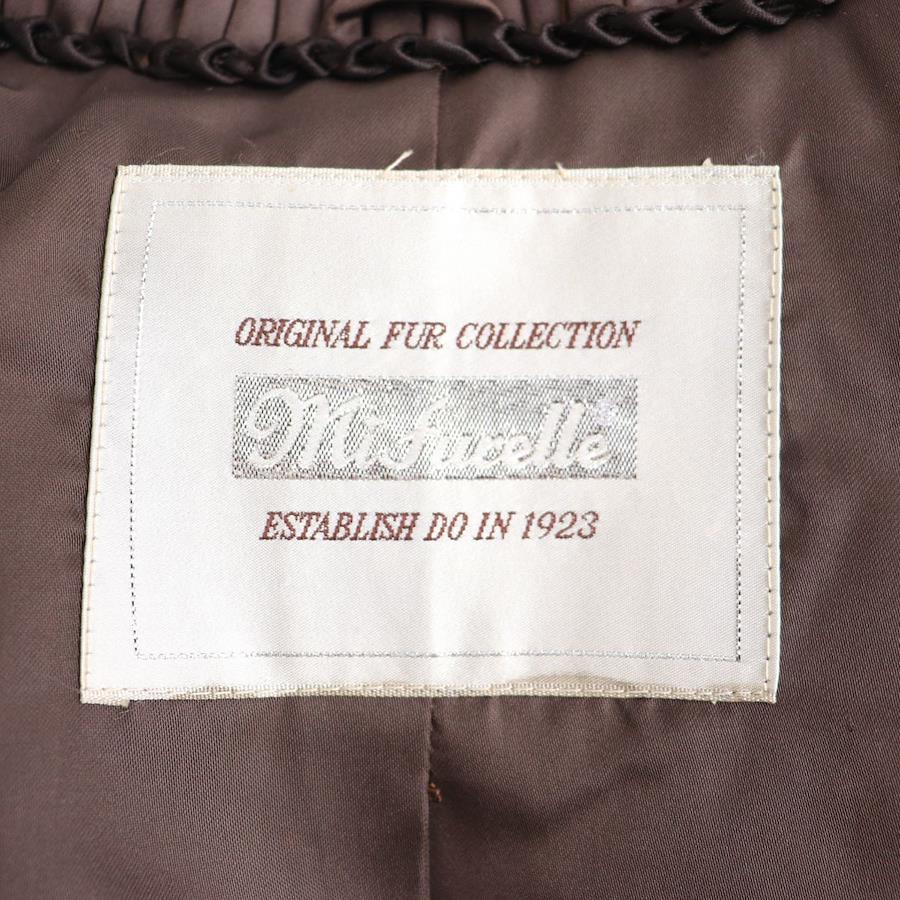 ORIGINAL FUR COLLECTION
MiFurelle
ESTABLISH DO IN 1923